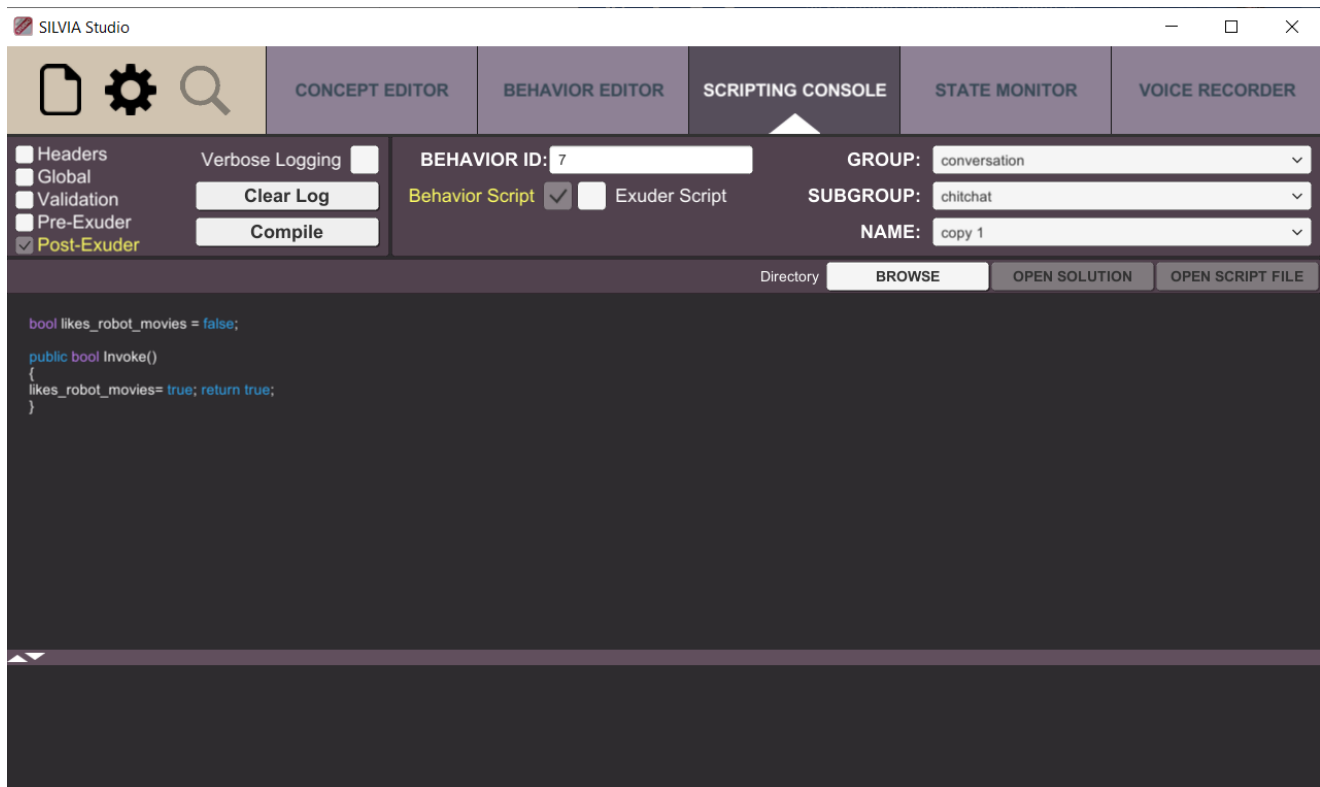 SILVIA Studio
CONCEPT EDITOR
BEHAVIOR EDITOR
SCRIPTING CONSOLE
STATE MONITOR
VOICE RECORDER
Headers
Global
Validation
Pre-Exuder
Post-Exuder
Verbose Logging
Clear Log
Compile
BEHAVIOR ID: 7
Behavior Script
Exuder Script
GROUP: conversation
SUBGROUP: chitchat
NAME: copy 1
Directory
BROWSE
OPEN SOLUTION
OPEN SCRIPT FILE
bool likes_robot_movies = false;
public bool Invoke()
{
likes_robot_movies= true; return true;
}